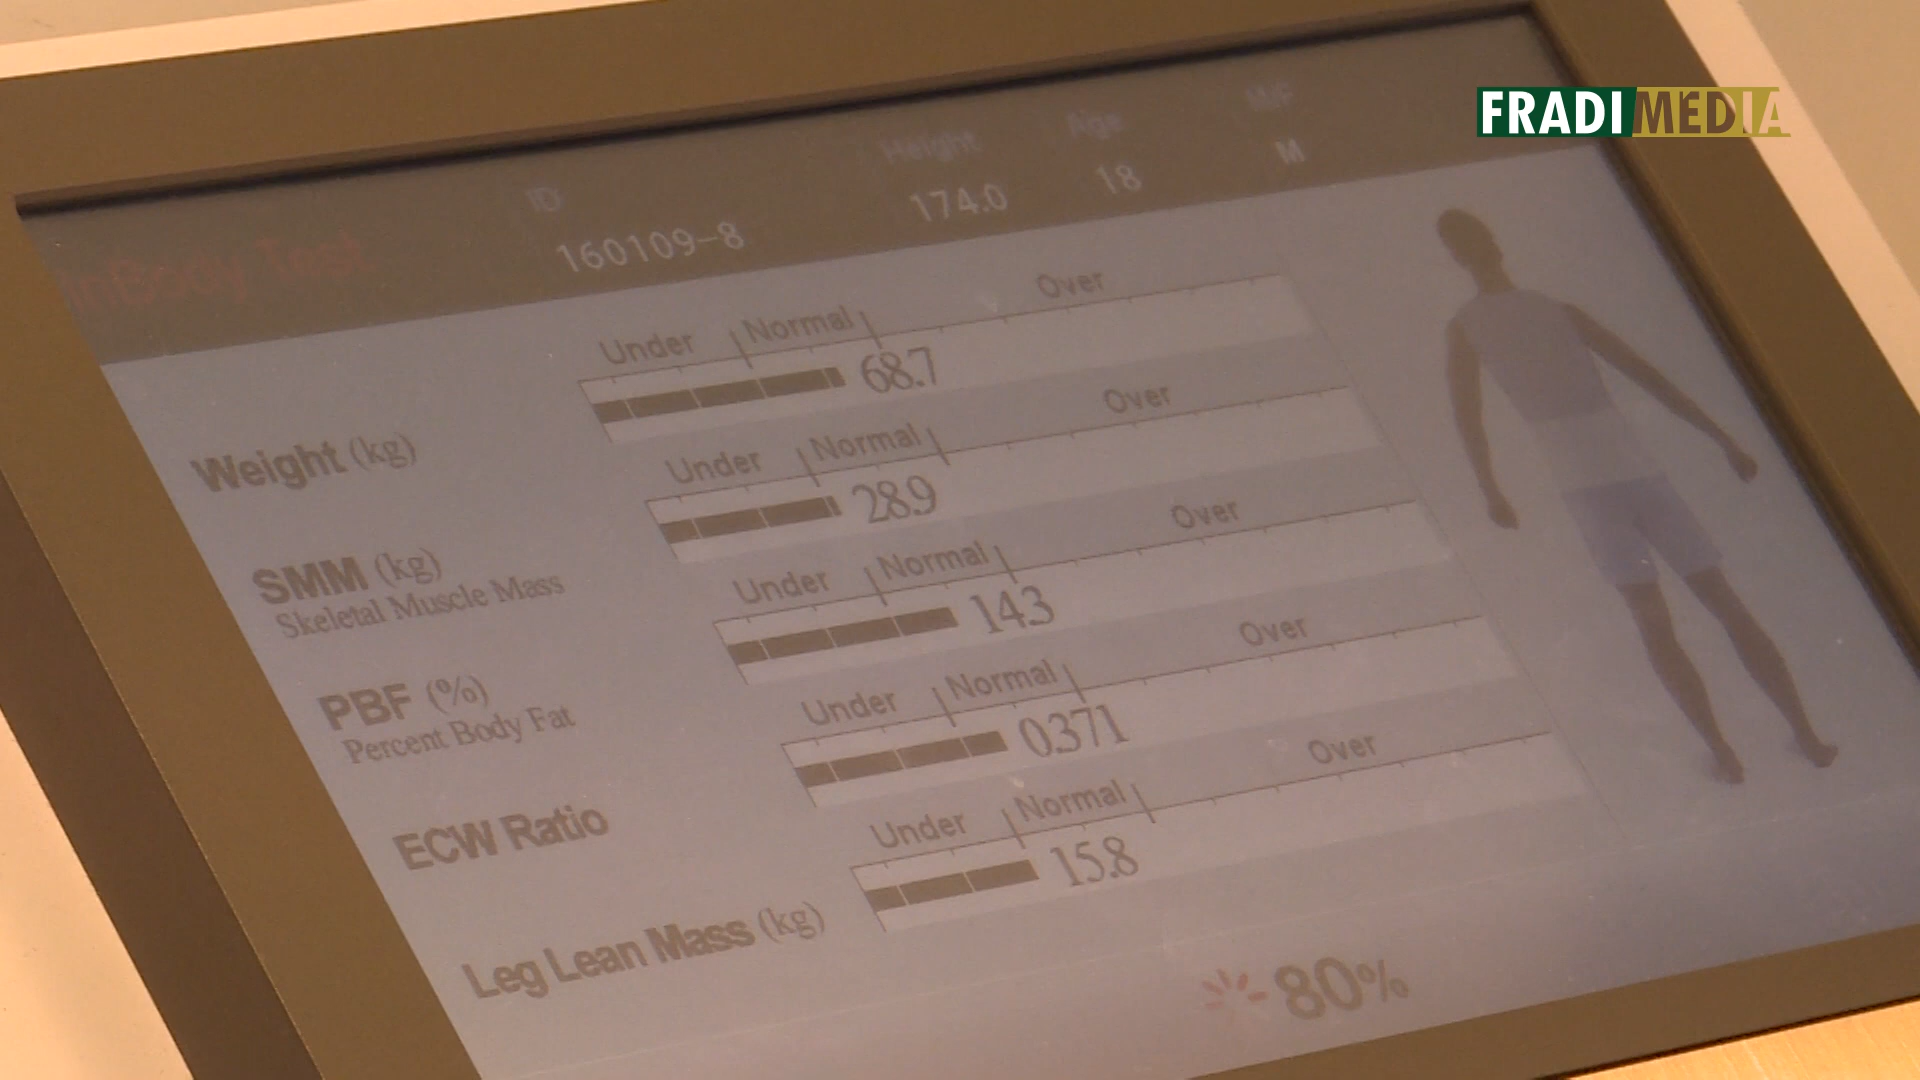 FRADIMEDIA
ID Height Age M/F
InBody Test 160109-8 174.0 18 M
Under Normal Over
Weight (kg) 68.7
Under Normal Over
SMM (kg) 28.9
Skeletal Muscle Mass
Under Normal Over
PBF (%) 14.3
Percent Body Fat
Under Normal Over
ECW Ratio 0.371
Under Normal Over
Leg Lean Mass (kg) 15.8
80%